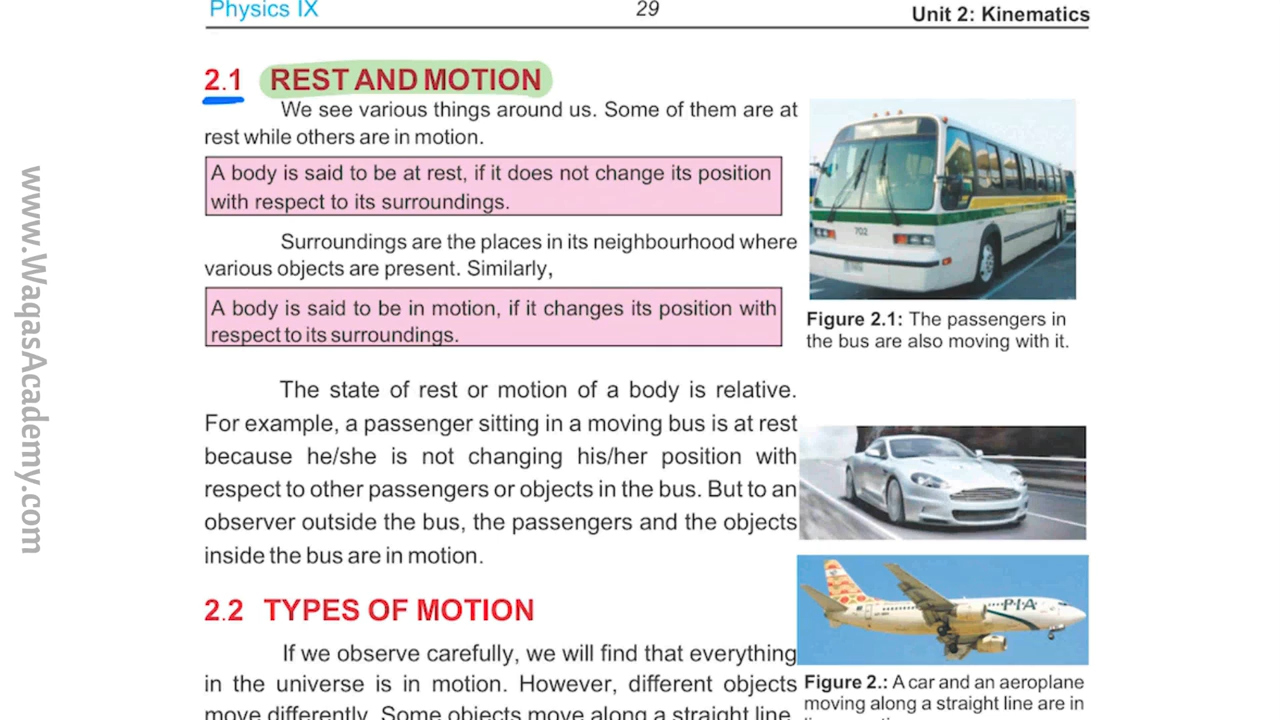 Physics IX
29
Unit 2: Kinematics
2.1 REST AND MOTION
We see various things around us. Some of them are at
rest while others are in motion.
A body is said to be at rest, if it does not change its position
with respect to its surroundings.
Surroundings are the places in its neighbourhood where
various objects are present. Similarly,
A body is said to be in motion, if it changes its position with
respect to its surroundings.
The state of rest or motion of a body is relative.
For example, a passenger sitting in a moving bus is at rest
because he/she is not changing his/her position with
respect to other passengers or objects in the bus. But to an
observer outside the bus, the passengers and the objects
inside the bus are in motion.
2.2 TYPES OF MOTION
If we observe carefully, we will find that everything
in the universe is in motion. However, different objects
move differently. Some objects move along a straight line,
702
Figure 2.1: The passengers in
the bus are also moving with it.
PIA
Figure 2.: A car and an aeroplane
moving along a straight line are in
www.WaqasAcademy.com